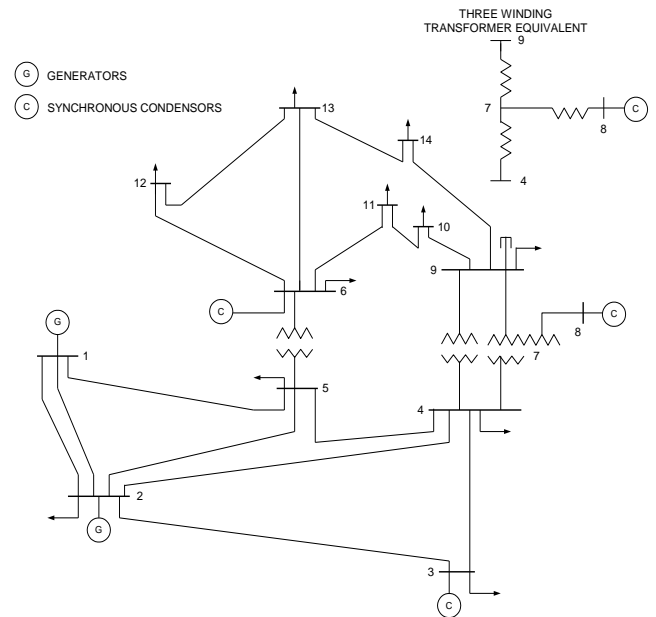 THREE WINDING
TRANSFORMER EQUIVALENT
9
G GENERATORS
C SYNCHRONOUS CONDENSORS
7
C
8
4
13
14
12
11
10
9
6
C
G
C
8
7
1
5
4
2
G
3
C